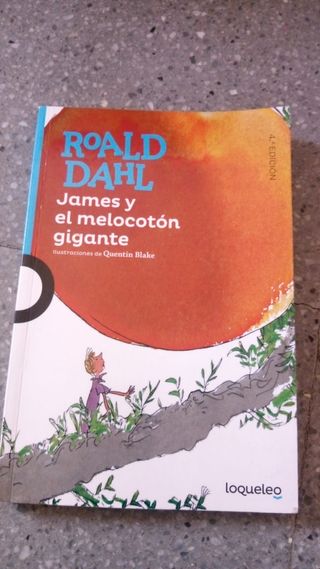 ROALD
DAHL
James y
el melocotón
gigante
Ilustraciones de Quentin Blake
4.ª EDICIÓN
loqueleo